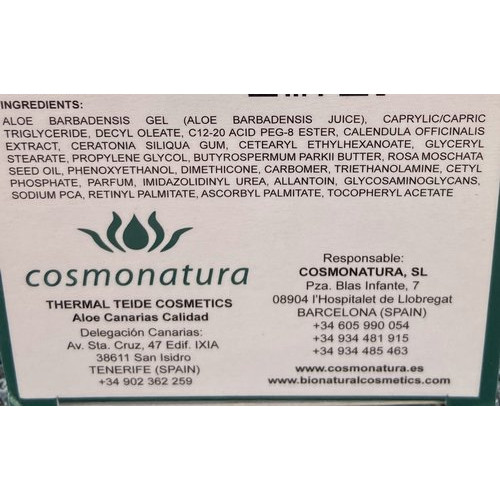 INGREDIENTS:
ALOE BARBADENSIS GEL (ALOE BARBADENSIS JUICE), CAPRYLIC/CAPRIC
TRIGLYCERIDE, DECYL OLEATE, C12-20 ACID PEG-8 ESTER, CALENDULA OFFICINALIS
EXTRACT, CERATONIA SILIQUA GUM, CETEARYL ETHYLHEXANOATE, GLYCERYL
STEARATE, PROPYLENE GLYCOL, BUTYROSPERMUM PARKII BUTTER, ROSA MOSCHATA
SEED OIL, PHENOXYETHANOL, DIMETHICONE, CARBOMER, TRIETHANOLAMINE, CETYL
PHOSPHATE, PARFUM, IMIDAZOLIDINYL UREA, ALLANTOIN, GLYCOSAMINOGLYCANS,
SODIUM PCA, RETINYL PALMITATE, ASCORBYL PALMITATE, TOCOPHERYL ACETATE
cosmonatura
THERMAL TEIDE COSMETICS
Aloe Canarias Calidad
Delegación Canarias:
Av. Sta. Cruz, 47 Edif. IXIA
38611 San Isidro
TENERIFE (SPAIN)
+34 902 362 259
Responsable:
COSMONATURA, SL
Pza. Blas Infante, 7
08904 l'Hospitalet de Llobregat
BARCELONA (SPAIN)
+34 605 990 054
+34 934 481 915
+34 934 485 463
www.cosmonatura.es
www.bionaturalcosmetics.com